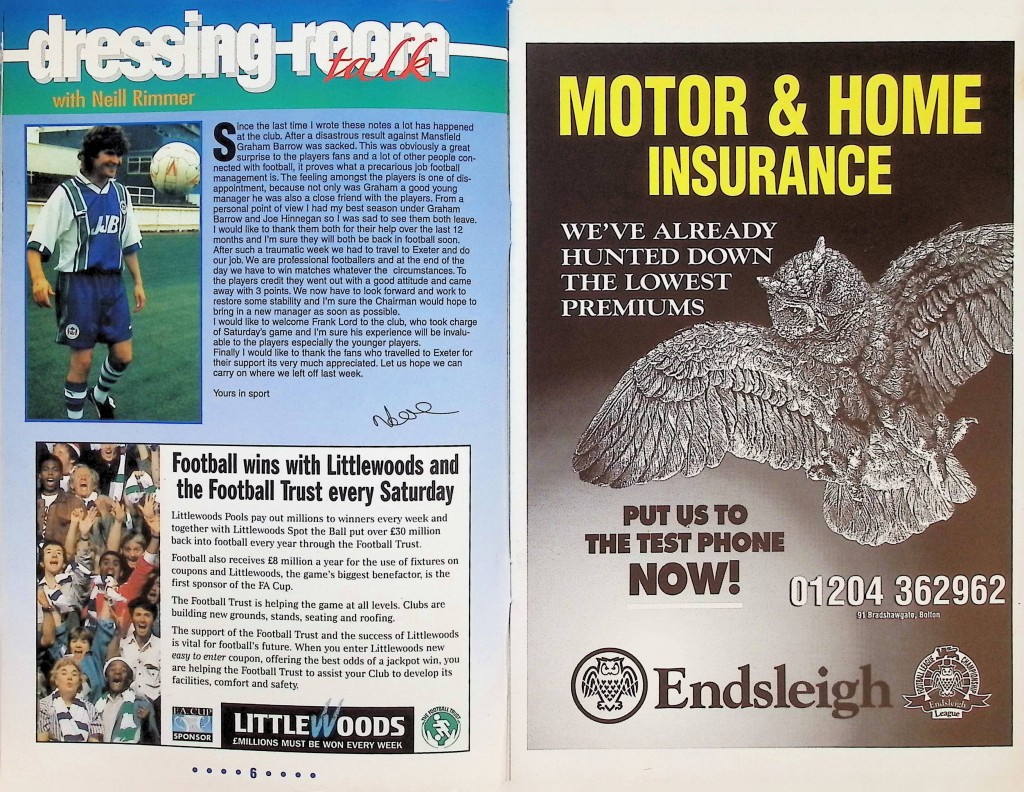 dressing room
talk
with Neill Rimmer
JJB
Since the last time I wrote these notes a lot has happened
at the club. After a disastrous result against Mansfield
Graham Barrow was sacked. This was obviously a great
surprise to the players fans and a lot of other people con-
nected with football, it proves what a precarious job football
management is. The feeling amongst the players is one of dis-
appointment, because not only was Graham a good young
manager he was also a close friend with the players. From a
personal point of view I had my best season under Graham
Barrow and Joe Hinnegan so I was sad to see them both leave.
I would like to thank them both for their help over the last 12
months and I'm sure they will both be back in football soon.
After such a traumatic week we had to travel to Exeter and do
our job. We are professional footballers and at the end of the
day we have to win matches whatever the circumstances. To
the players credit they went out with a good attitude and came
away with 3 points. We now have to look forward and work to
restore some stability and I'm sure the Chairman would hope to
bring in a new manager as soon as possible.
I would like to welcome Frank Lord to the club, who took charge
of Saturday's game and I'm sure his experience will be invalu-
able to the players especially the younger players.
Finally I would like to thank the fans who travelled to Exeter for
their support its very much appreciated. Let us hope we can
carry on where we left off last week.
Yours in sport
Football wins with Littlewoods and
the Football Trust every Saturday
Littlewoods Pools pay out millions to winners every week and
together with Littlewoods Spot the Ball put over £30 million
back into football every year through the Football Trust.
Football also receives £8 million a year for the use of fixtures on
coupons and Littlewoods, the game's biggest benefactor, is the
first sponsor of the FA Cup.
The Football Trust is helping the game at all levels. Clubs are
building new grounds, stands, seating and roofing.
The support of the Football Trust and the success of Littlewoods
is vital for football's future. When you enter Littlewoods new
easy to enter coupon, offering the best odds of a jackpot win, you
are helping the Football Trust to assist your Club to develop its
facilities, comfort and safety.
F.A. CUP
SPONSOR
LITTLEWOODS
£MILLIONS MUST BE WON EVERY WEEK
THE FOOTBALL TRUST
6
MOTOR & HOME
INSURANCE
WE'VE ALREADY
HUNTED DOWN
THE LOWEST
PREMIUMS
PUT US TO
THE TEST PHONE
NOW!
01204 362962
91 Bradshawgate, Bolton
Endsleigh
Endsleigh
League